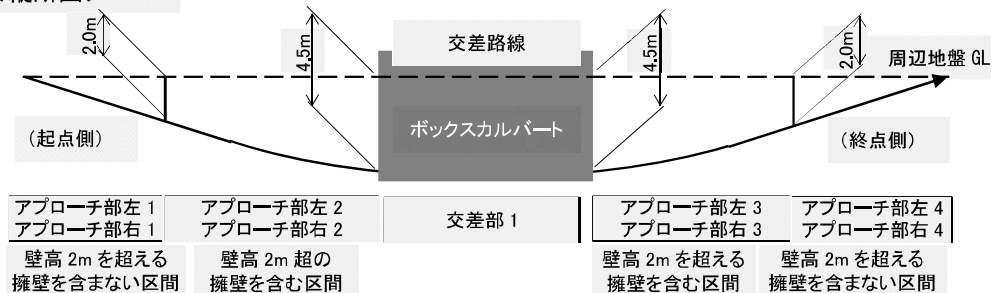 2.0m
4.5m
交差路線
4.5m
2.0m
周辺地盤 GL
ボックスカルバート
(起点側)
(終点側)
アプローチ部左 1
アプローチ部右 1
アプローチ部左 2
アプローチ部右 2
交差部 1
アプローチ部左 3
アプローチ部右 3
アプローチ部左 4
アプローチ部右 4
壁高 2m を超える
擁壁を含まない区間
壁高 2m 超の
擁壁を含む区間
壁高 2m を超える
擁壁を含む区間
壁高 2m を超える
擁壁を含まない区間